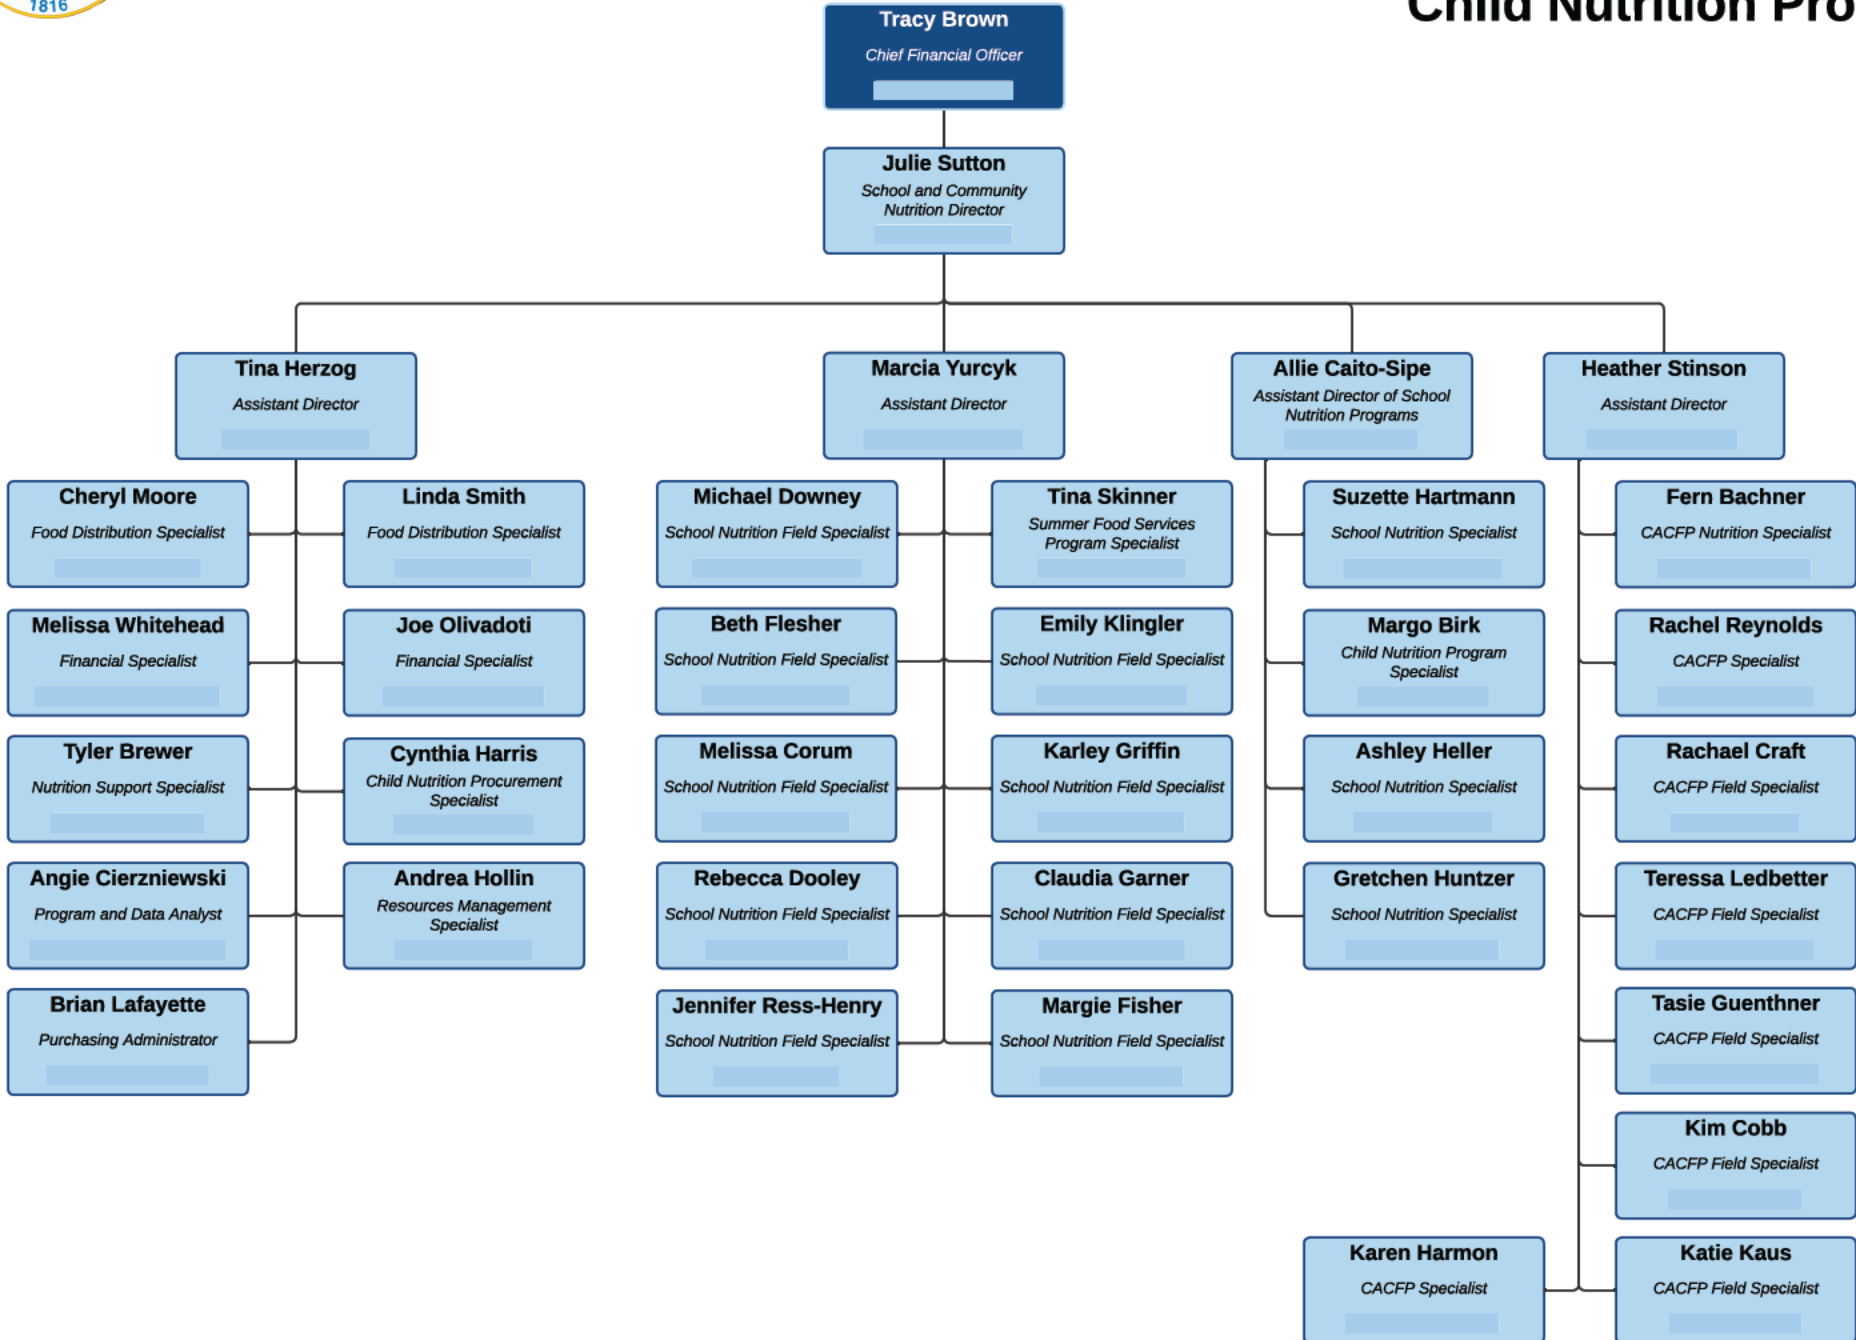 1816
Child Nutrition Pro
Tracy Brown
Chief Financial Officer
Julie Sutton
School and Community
Nutrition Director
Tina Herzog
Assistant Director
Marcia Yurcyk
Assistant Director
Allie Caito-Sipe
Assistant Director of School
Nutrition Programs
Heather Stinson
Assistant Director
Cheryl Moore
Food Distribution Specialist
Linda Smith
Food Distribution Specialist
Michael Downey
School Nutrition Field Specialist
Tina Skinner
Summer Food Services
Program Specialist
Suzette Hartmann
School Nutrition Specialist
Fern Bachner
CACFP Nutrition Specialist
Melissa Whitehead
Financial Specialist
Joe Olivadoti
Financial Specialist
Beth Flesher
School Nutrition Field Specialist
Emily Klingler
School Nutrition Field Specialist
Margo Birk
Child Nutrition Program
Specialist
Rachel Reynolds
CACFP Specialist
Tyler Brewer
Nutrition Support Specialist
Cynthia Harris
Child Nutrition Procurement
Specialist
Melissa Corum
School Nutrition Field Specialist
Karley Griffin
School Nutrition Field Specialist
Ashley Heller
School Nutrition Specialist
Rachael Craft
CACFP Field Specialist
Angie Cierzniewski
Program and Data Analyst
Andrea Hollin
Resources Management
Specialist
Rebecca Dooley
School Nutrition Field Specialist
Claudia Garner
School Nutrition Field Specialist
Gretchen Huntzer
School Nutrition Specialist
Teressa Ledbetter
CACFP Field Specialist
Brian Lafayette
Purchasing Administrator
Jennifer Ress-Henry
School Nutrition Field Specialist
Margie Fisher
School Nutrition Field Specialist
Tasie Guenthner
CACFP Field Specialist
Kim Cobb
CACFP Field Specialist
Karen Harmon
CACFP Specialist
Katie Kaus
CACFP Field Specialist